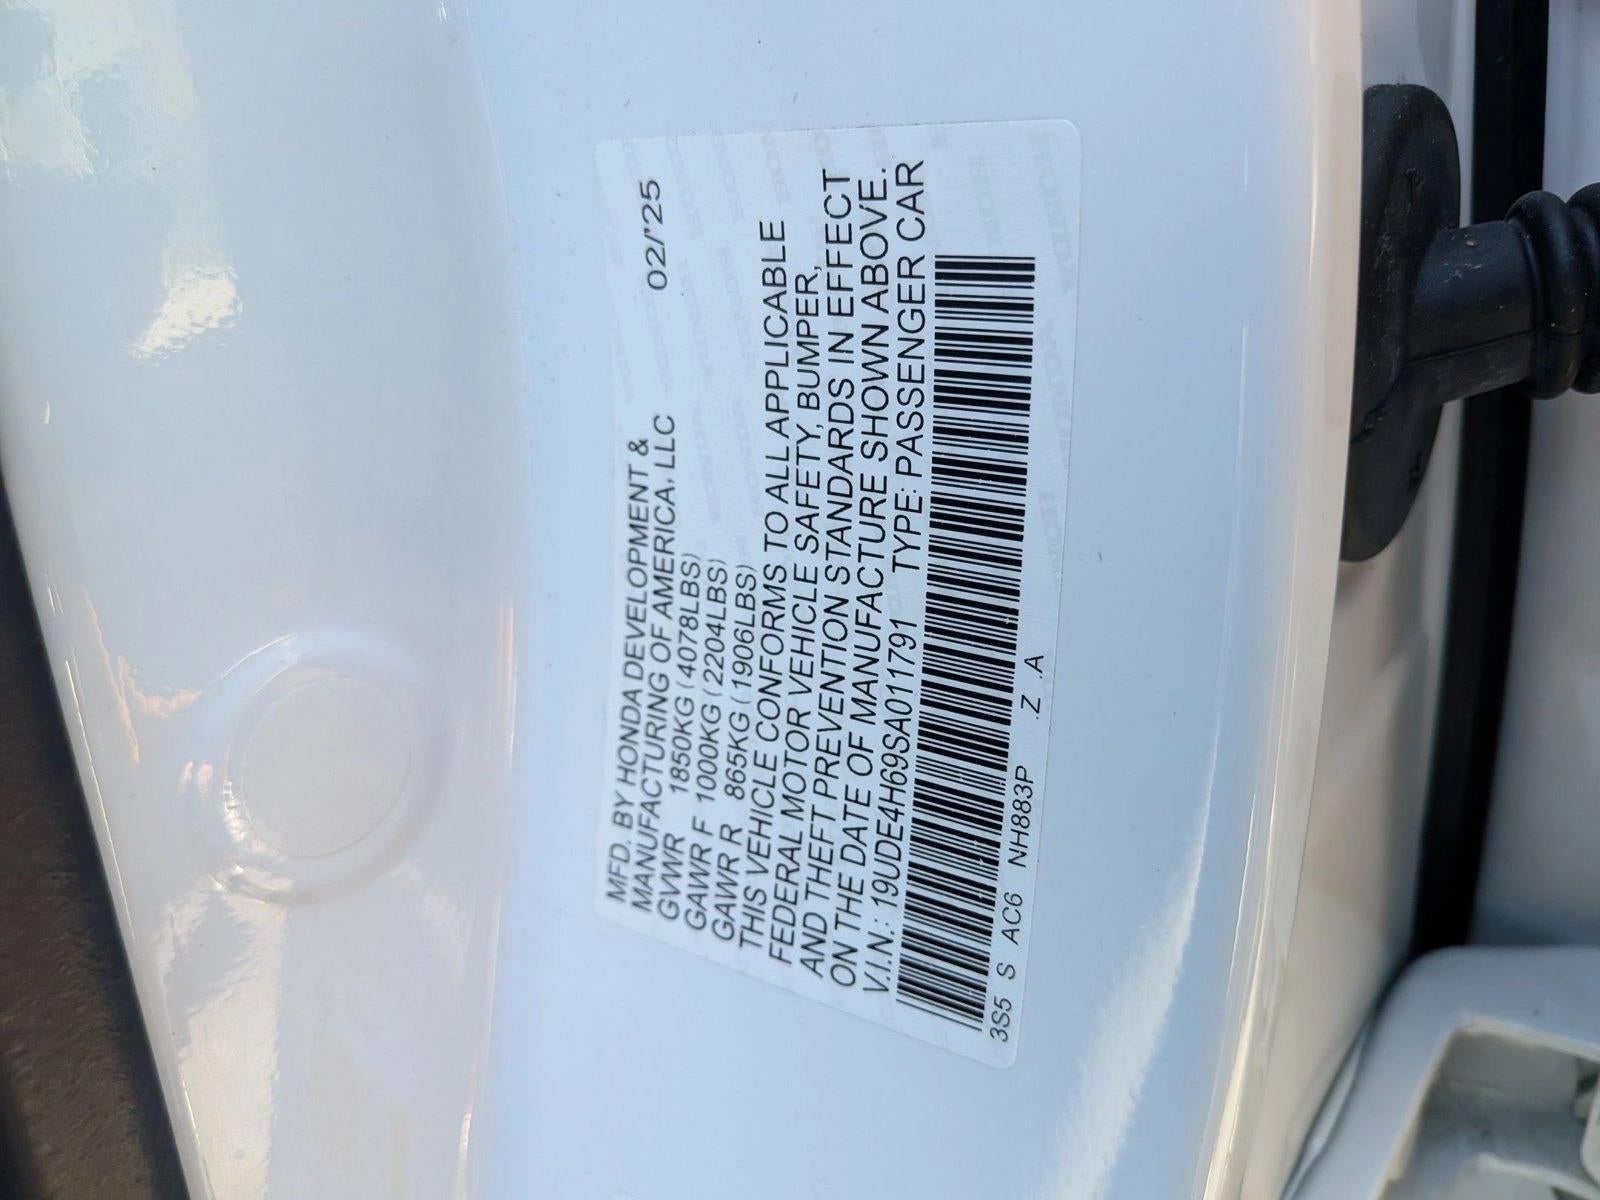 MFD. BY HONDA DEVELOPMENT &
MANUFACTURING OF AMERICA, LLC 02/'25
GVWR 1850KG (4078LBS)
GAWR F 1000KG (2204LBS)
GAWR R 865KG (1906LBS)
THIS VEHICLE CONFORMS TO ALL APPLICABLE
FEDERAL MOTOR VEHICLE SAFETY, BUMPER,
AND THEFT PREVENTION STANDARDS IN EFFECT
ON THE DATE OF MANUFACTURE SHOWN ABOVE.
V.I.N.: 19UDE4H69SA011791 TYPE: PASSENGER CAR
3S5 S AC6 NH883P .Z .A